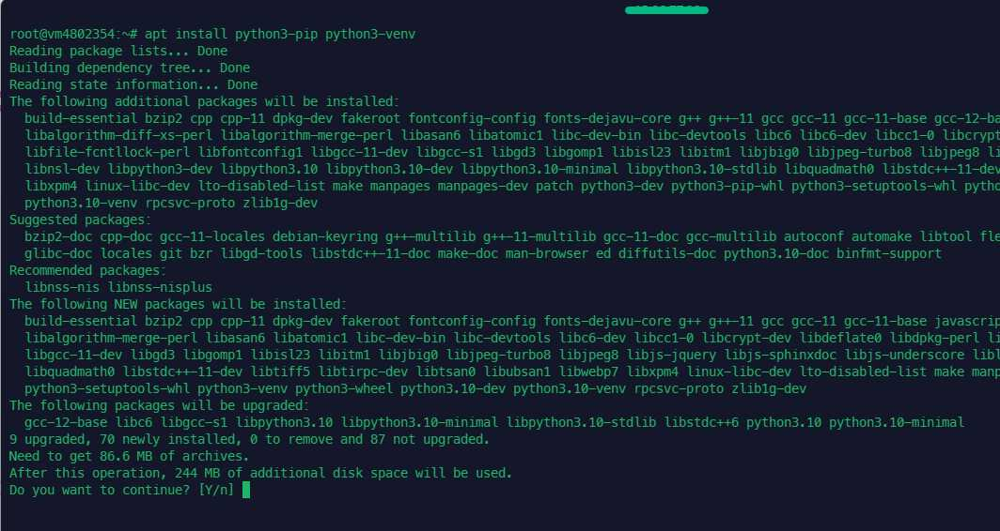 root@vm4802354:~# apt install python3-pip python3-venv
Reading package lists... Done
Building dependency tree... Done
Reading state information... Done
The following additional packages will be installed:
build-essential bzip2 cpp cpp-11 dpkg-dev fakeroot fontconfig-config fonts-dejavu-core g++ g++-11 gcc gcc-11 gcc-11-base gcc-12-ba
libalgorithm-diff-xs-perl libalgorithm-merge-perl libasan6 libatomic1 libc-dev-bin libc-devtools libc6 libc6-dev libcc1-0 libcrypt
libfile-fcntllock-perl libfontconfig1 libgcc-11-dev libgcc-s1 libgd3 libgomp1 libisl23 libitm1 libjbig0 libjpeg-turbo8 libjpeg8 li
libnsl-dev libpython3-dev libpython3.10 libpython3.10-dev libpython3.10-minimal libpython3.10-stdlib libquadmath0 libstdc++-11-dev
libxpm4 linux-libc-dev lto-disabled-list make manpages manpages-dev patch python3-dev python3-pip-whl python3-setuptools-whl pytho
python3.10-venv rpcsvc-proto zlib1g-dev
Suggested packages:
bzip2-doc cpp-doc gcc-11-locales debian-keyring g++-multilib g++-11-multilib gcc-11-doc gcc-multilib autoconf automake libtool fle
glibc-doc locales git bzr libgd-tools libstdc++-11-doc make-doc man-browser ed diffutils-doc python3.10-doc binfmt-support
Recommended packages:
libnss-nis libnss-nisplus
The following NEW packages will be installed:
build-essential bzip2 cpp cpp-11 dpkg-dev fakeroot fontconfig-config fonts-dejavu-core g++ g++-11 gcc gcc-11 gcc-11-base javascrip
libalgorithm-merge-perl libasan6 libatomic1 libc-dev-bin libc-devtools libc6-dev libcc1-0 libcrypt-dev libdeflate0 libdpkg-perl li
libgcc-11-dev libgd3 libgomp1 libisl23 libitm1 libjbig0 libjpeg-turbo8 libjpeg8 libjs-jquery libjs-sphinxdoc libjs-underscore libl
libquadmath0 libstdc++-11-dev libtiff5 libtirpc-dev libtsan0 libubsan1 libwebp7 libxpm4 linux-libc-dev lto-disabled-list make manp
python3-setuptools-whl python3-venv python3-wheel python3.10-dev python3.10-venv rpcsvc-proto zlib1g-dev
The following packages will be upgraded:
gcc-12-base libc6 libgcc-s1 libpython3.10 libpython3.10-minimal libpython3.10-stdlib libstdc++6 python3.10 python3.10-minimal
9 upgraded, 70 newly installed, 0 to remove and 87 not upgraded.
Need to get 86.6 MB of archives.
After this operation, 244 MB of additional disk space will be used.
Do you want to continue? [Y/n]